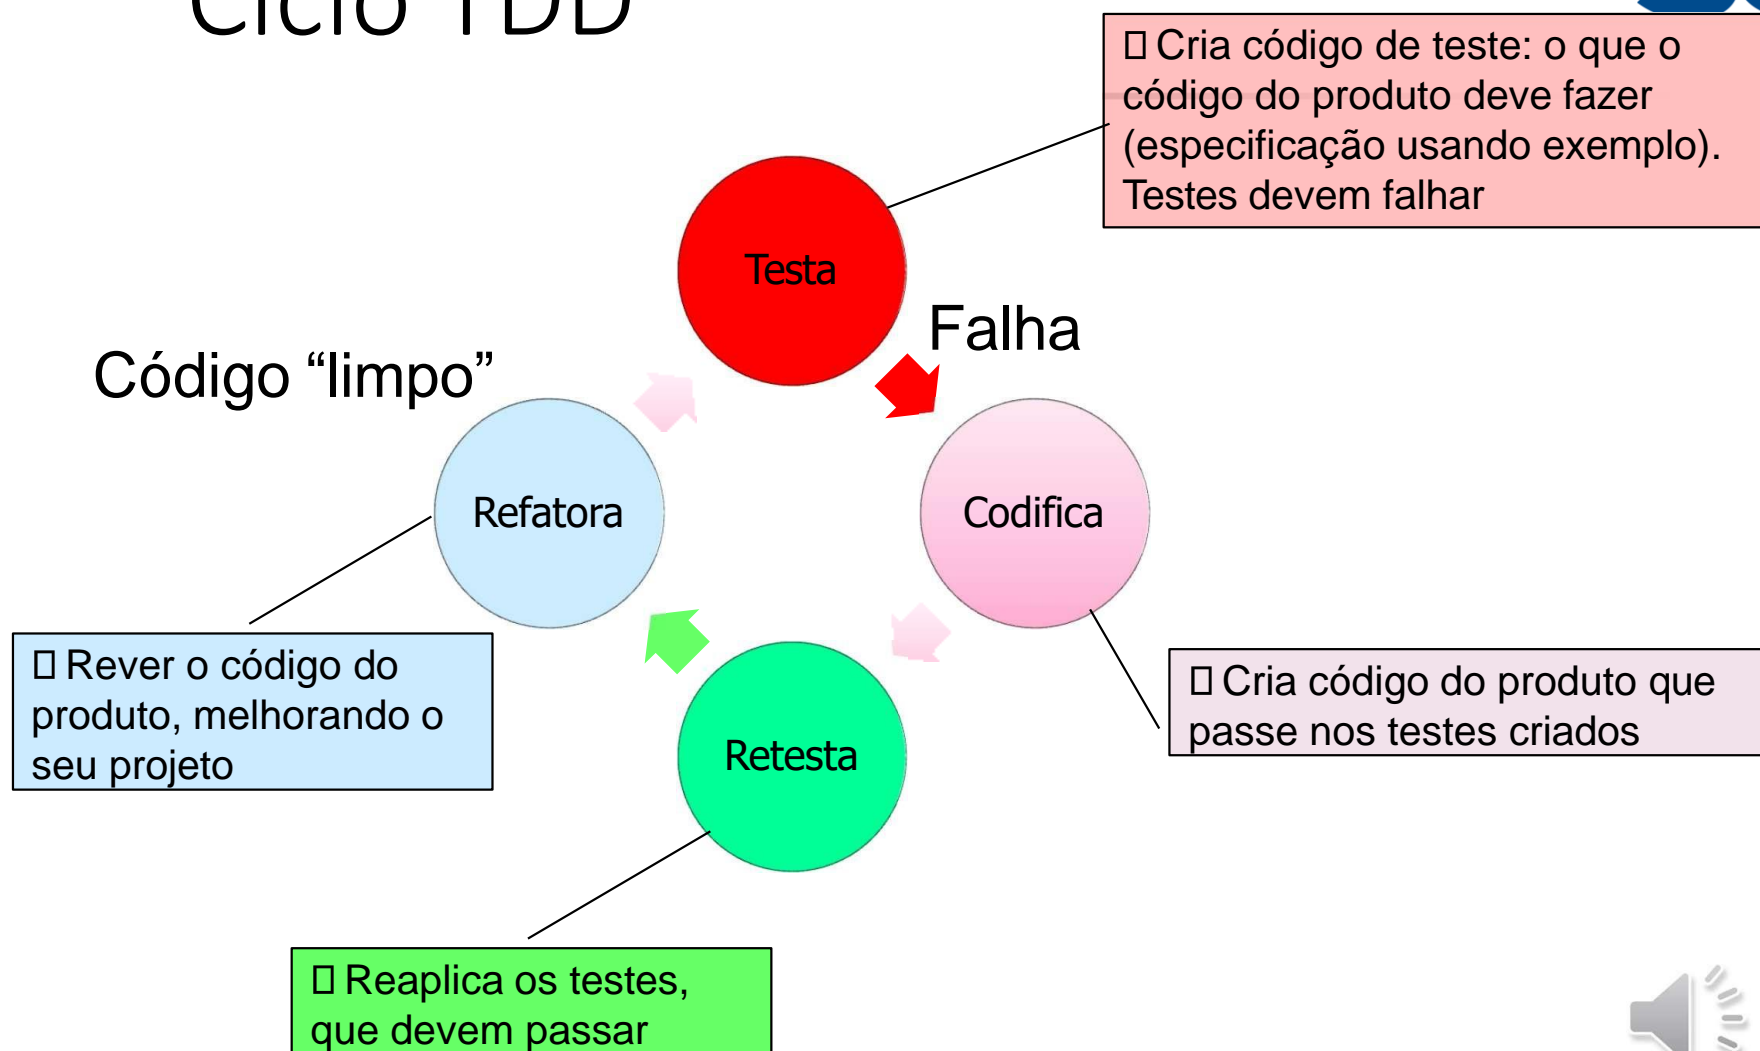 Ciclo TDD
Cria código de teste: o que o
código do produto deve fazer
(especificação usando exemplo).
Testes devem falhar
Testa
Falha
Código “limpo”
Refatora
Codifica
Rever o código do
produto, melhorando o
seu projeto
Cria código do produto que
passe nos testes criados
Retesta
Reaplica os testes,
que devem passar